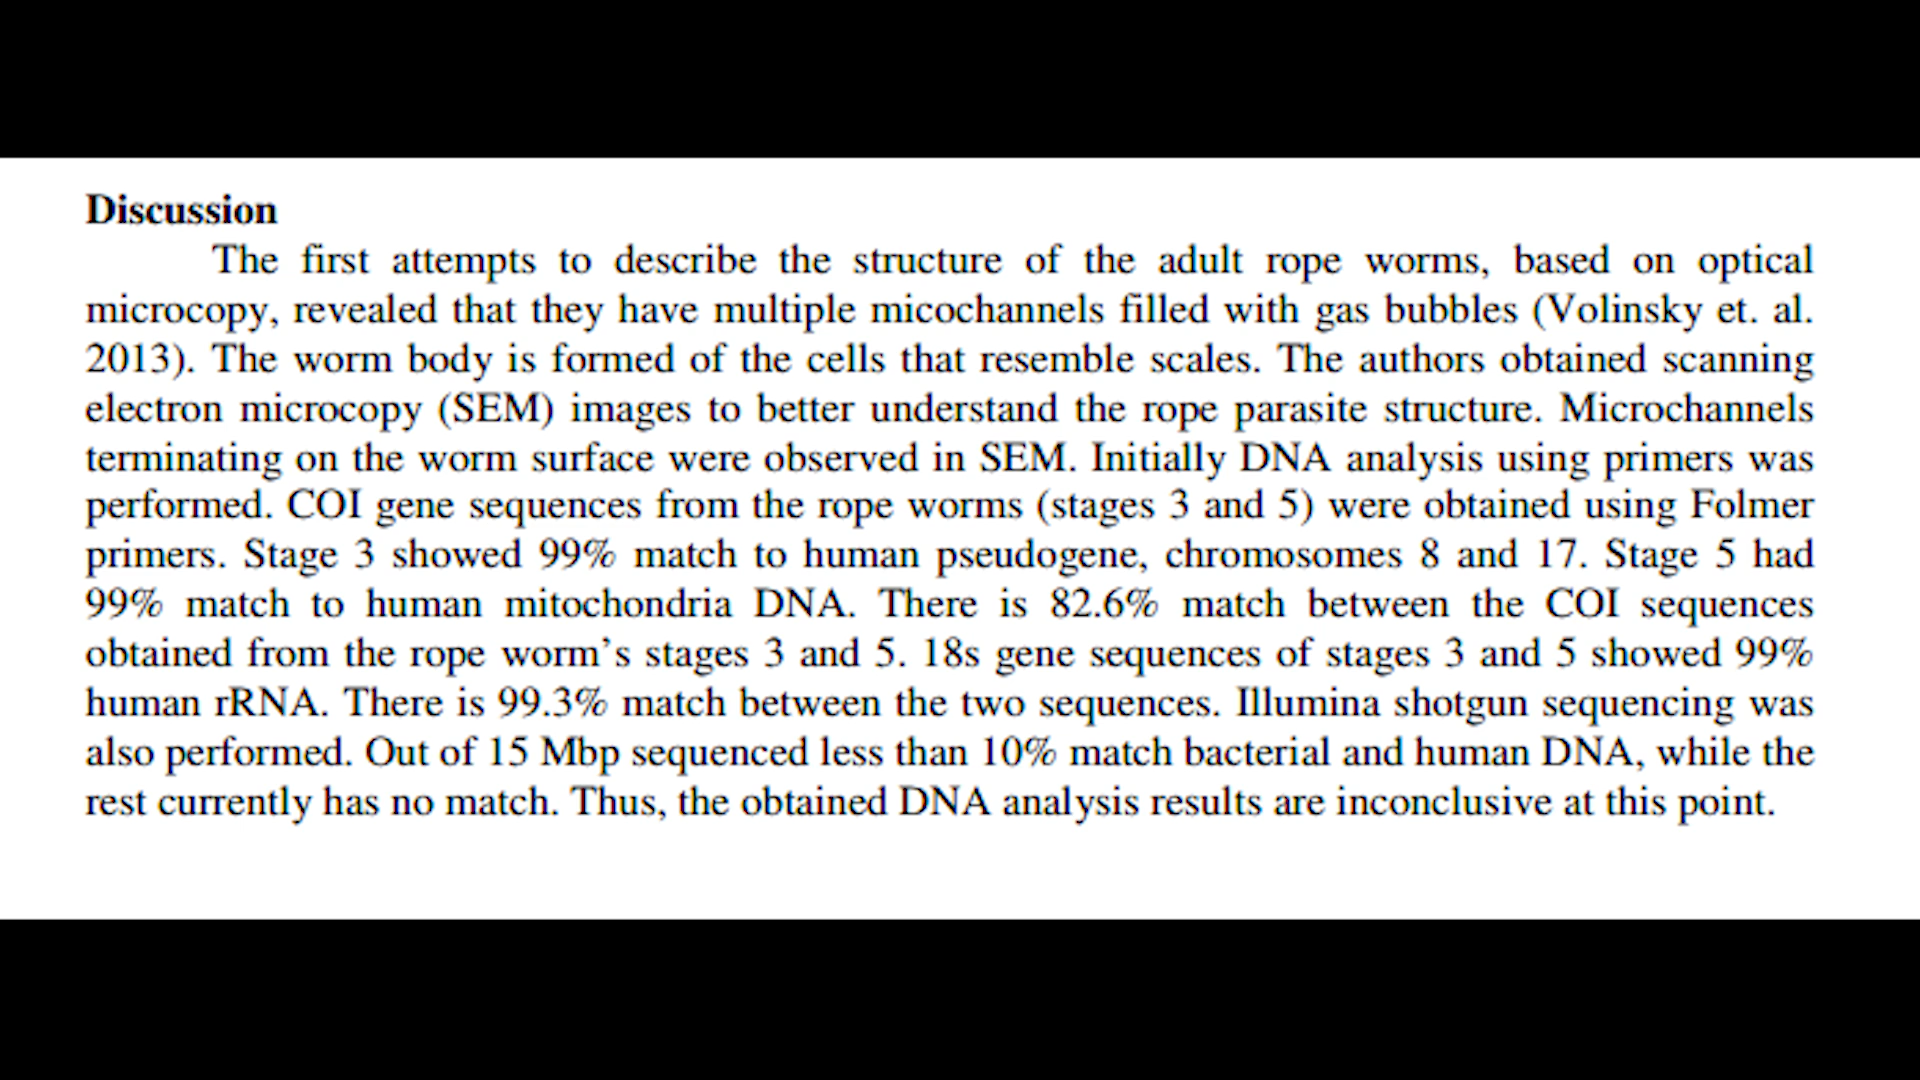 Discussion
The first attempts to describe the structure of the adult rope worms, based on optical
microcopy, revealed that they have multiple micochannels filled with gas bubbles (Volinsky et. al.
2013). The worm body is formed of the cells that resemble scales. The authors obtained scanning
electron microcopy (SEM) images to better understand the rope parasite structure. Microchannels
terminating on the worm surface were observed in SEM. Initially DNA analysis using primers was
performed. COI gene sequences from the rope worms (stages 3 and 5) were obtained using Folmer
primers. Stage 3 showed 99% match to human pseudogene, chromosomes 8 and 17. Stage 5 had
99% match to human mitochondria DNA. There is 82.6% match between the COI sequences
obtained from the rope worm’s stages 3 and 5. 18s gene sequences of stages 3 and 5 showed 99%
human rRNA. There is 99.3% match between the two sequences. Illumina shotgun sequencing was
also performed. Out of 15 Mbp sequenced less than 10% match bacterial and human DNA, while the
rest currently has no match. Thus, the obtained DNA analysis results are inconclusive at this point.